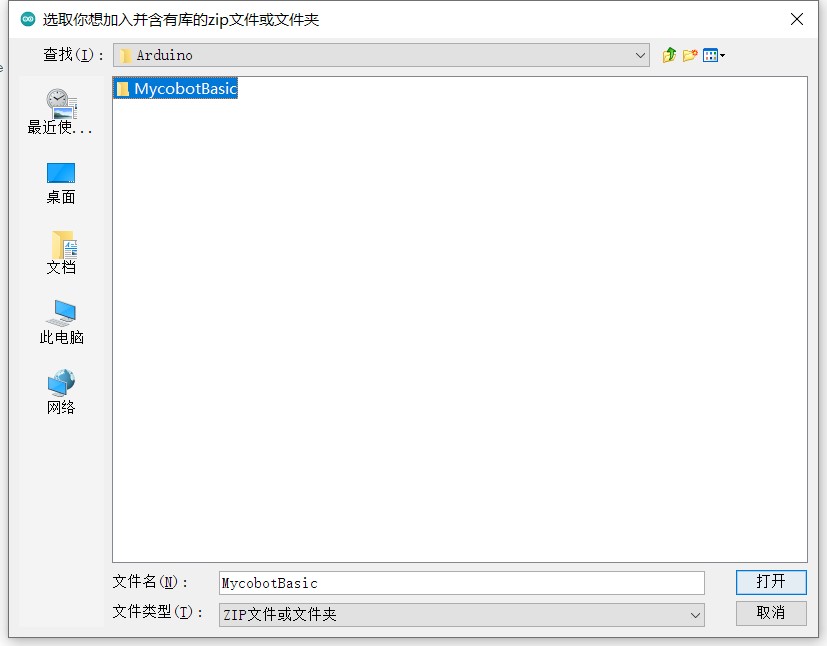 选取你想加入并含有库的zip文件或文件夹
查找(I)：
Arduino
MycobotBasic
最近使...
桌面
文档
此电脑
网络
文件名(N)：
MycobotBasic
打开
文件类型(T)：
ZIP文件或文件夹
取消